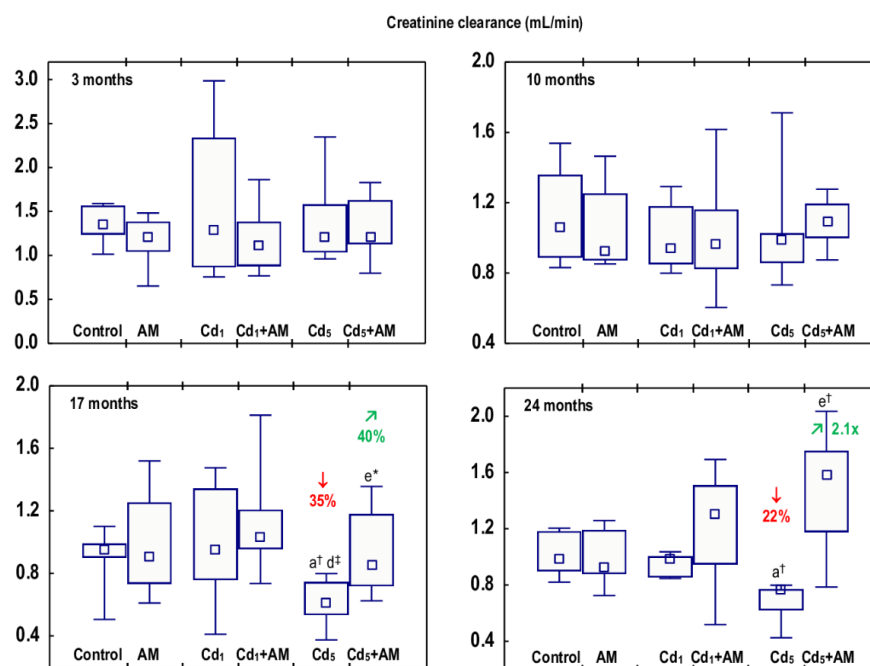 Creatinine clearance (mL/min)
3 months
3.0
2.5
2.0
1.5
1.0
0.5
0.0
Control AM Cd₁ Cd₁+AM Cd₅ Cd₅+AM
10 months
2.0
1.6
1.2
0.8
0.4
Control AM Cd₁ Cd₁+AM Cd₅ Cd₅+AM
17 months
2.0
1.6
1.2
0.8
0.4
↗
40%
↓
35%
e*
a† d‡
Control AM Cd₁ Cd₁+AM Cd₅ Cd₅+AM
24 months
2.0
1.6
1.2
0.8
0.4
e†
↗ 2.1x
↓
22%
a†
Control AM Cd₁ Cd₁+AM Cd₅ Cd₅+AM